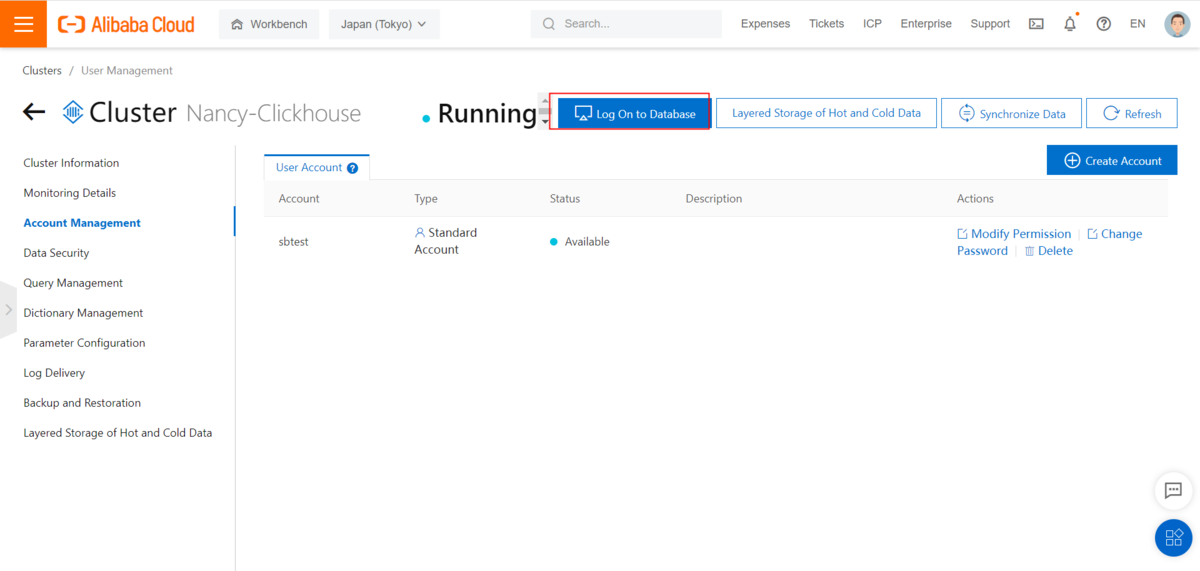 Alibaba Cloud Workbench Japan (Tokyo) Search... Expenses Tickets ICP Enterprise Support EN
Clusters / User Management
Cluster Nancy-Clickhouse Running Log On to Database Layered Storage of Hot and Cold Data Synchronize Data Refresh
Cluster Information
Monitoring Details
Account Management
Data Security
Query Management
Dictionary Management
Parameter Configuration
Log Delivery
Backup and Restoration
Layered Storage of Hot and Cold Data
User Account ?
Create Account
Account Type Status Description Actions
sbtest Standard Account Available Modify Permission Change Password Delete